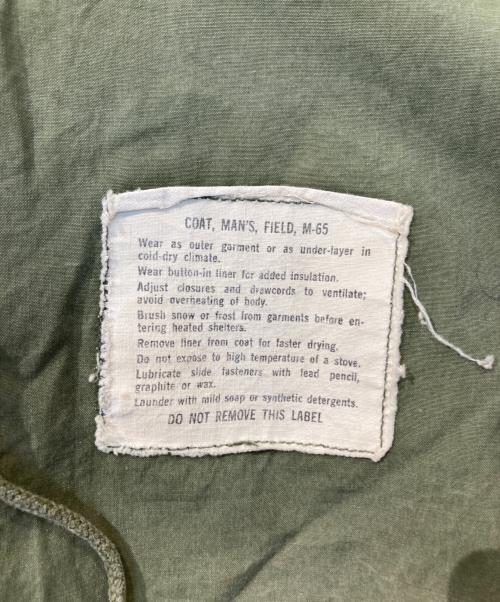 COAT, MAN'S, FIELD, M-65
Wear as outer garment or as under-layer in
cold-dry climate.
Wear button-in liner for added insulation.
Adjust closures and drawcords to ventilate;
avoid overheating of body.
Brush snow or frost from garments before en-
tering heated shelters.
Remove liner from coat for faster drying.
Do not expose to high temperature of a stove.
Lubricate slide fasteners with lead pencil,
graphite or wax.
Launder with mild soap or synthetic detergents.
DO NOT REMOVE THIS LABEL